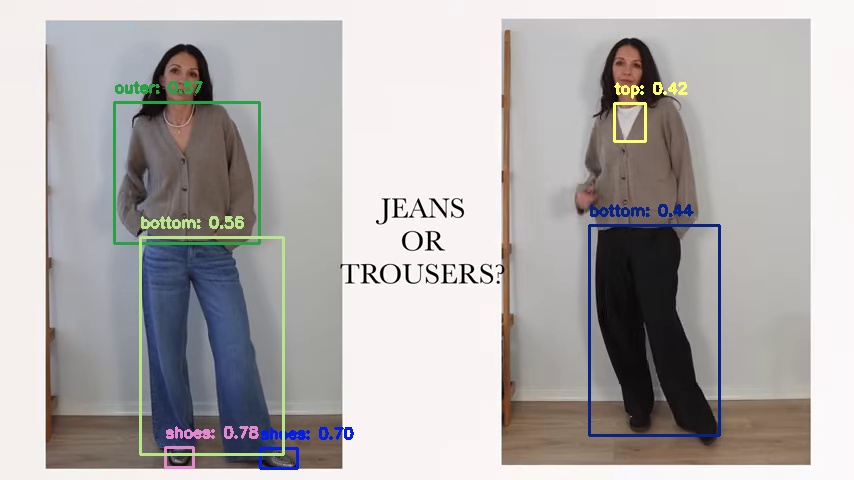 outer: 0.57
top: 0.42
bottom: 0.56
bottom: 0.44
JEANS
OR
TROUSERS?
shoes: 0.78
shoes: 0.70